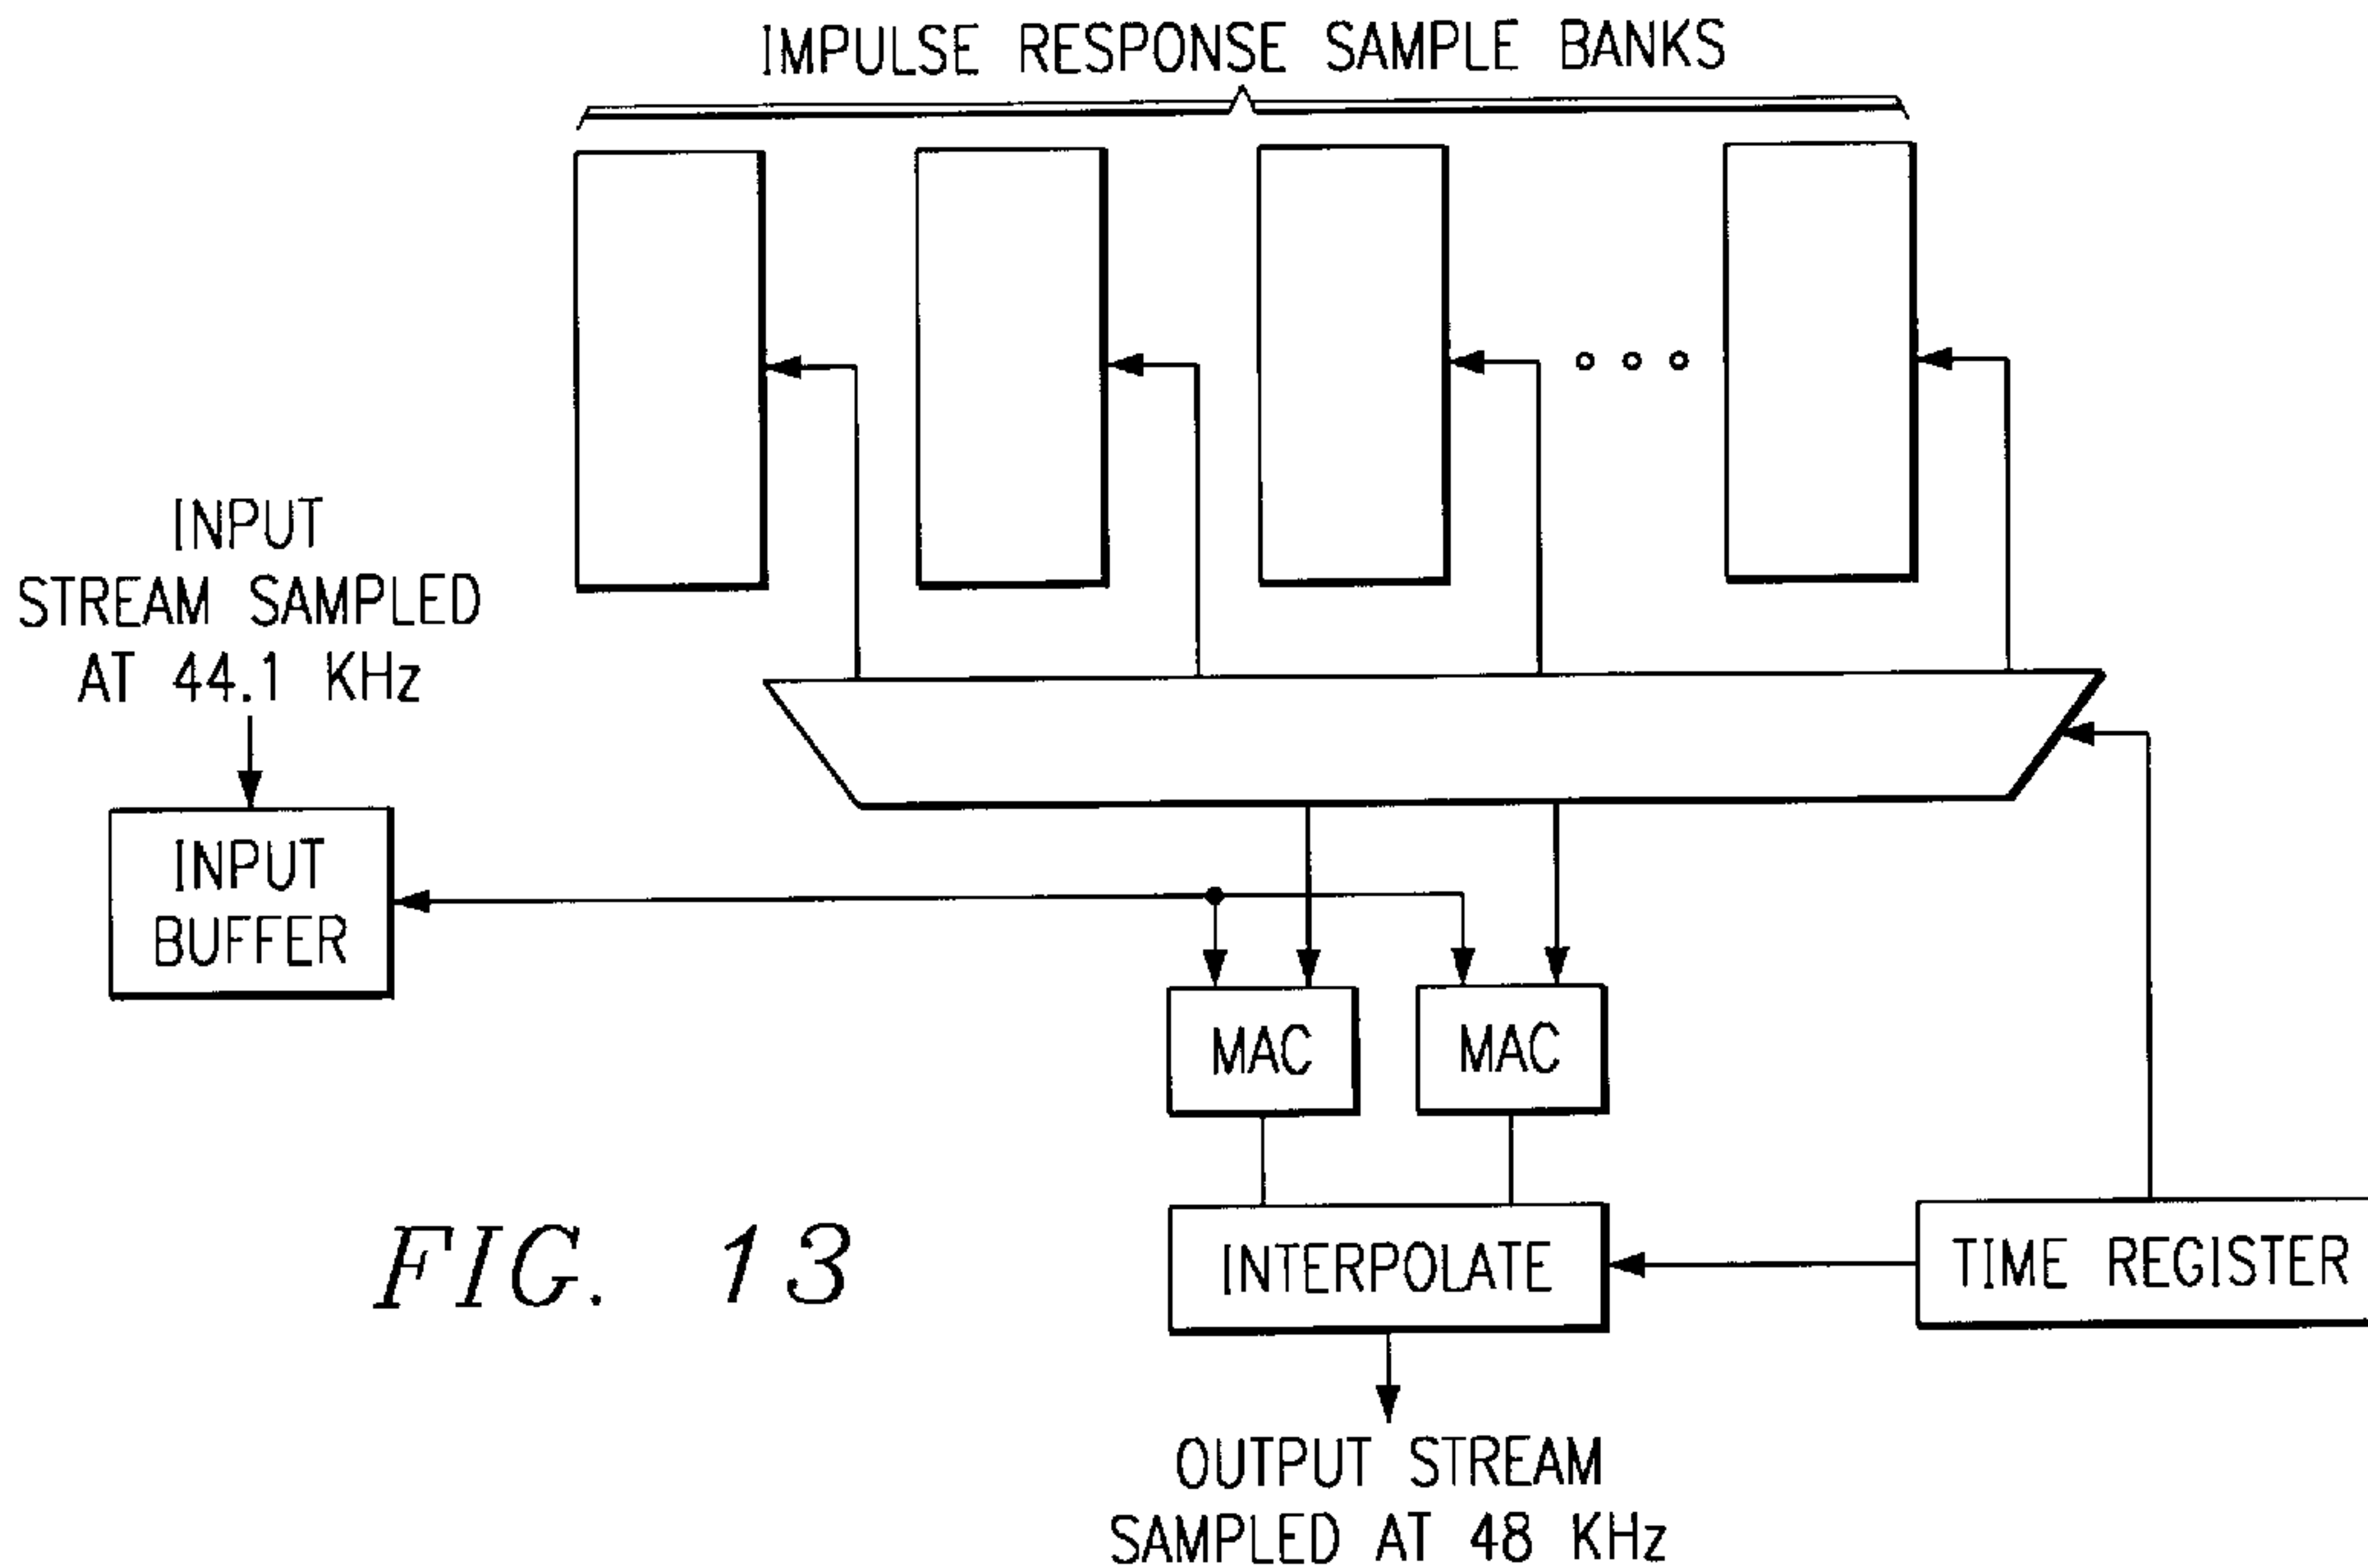 IMPULSE RESPONSE SAMPLE BANKS
INPUT
STREAM SAMPLED
AT 44.1 KHz
INPUT
BUFFER
MAC
MAC
INTERPOLATE
TIME REGISTER
OUTPUT STREAM
SAMPLED AT 48 KHz
FIG. 13